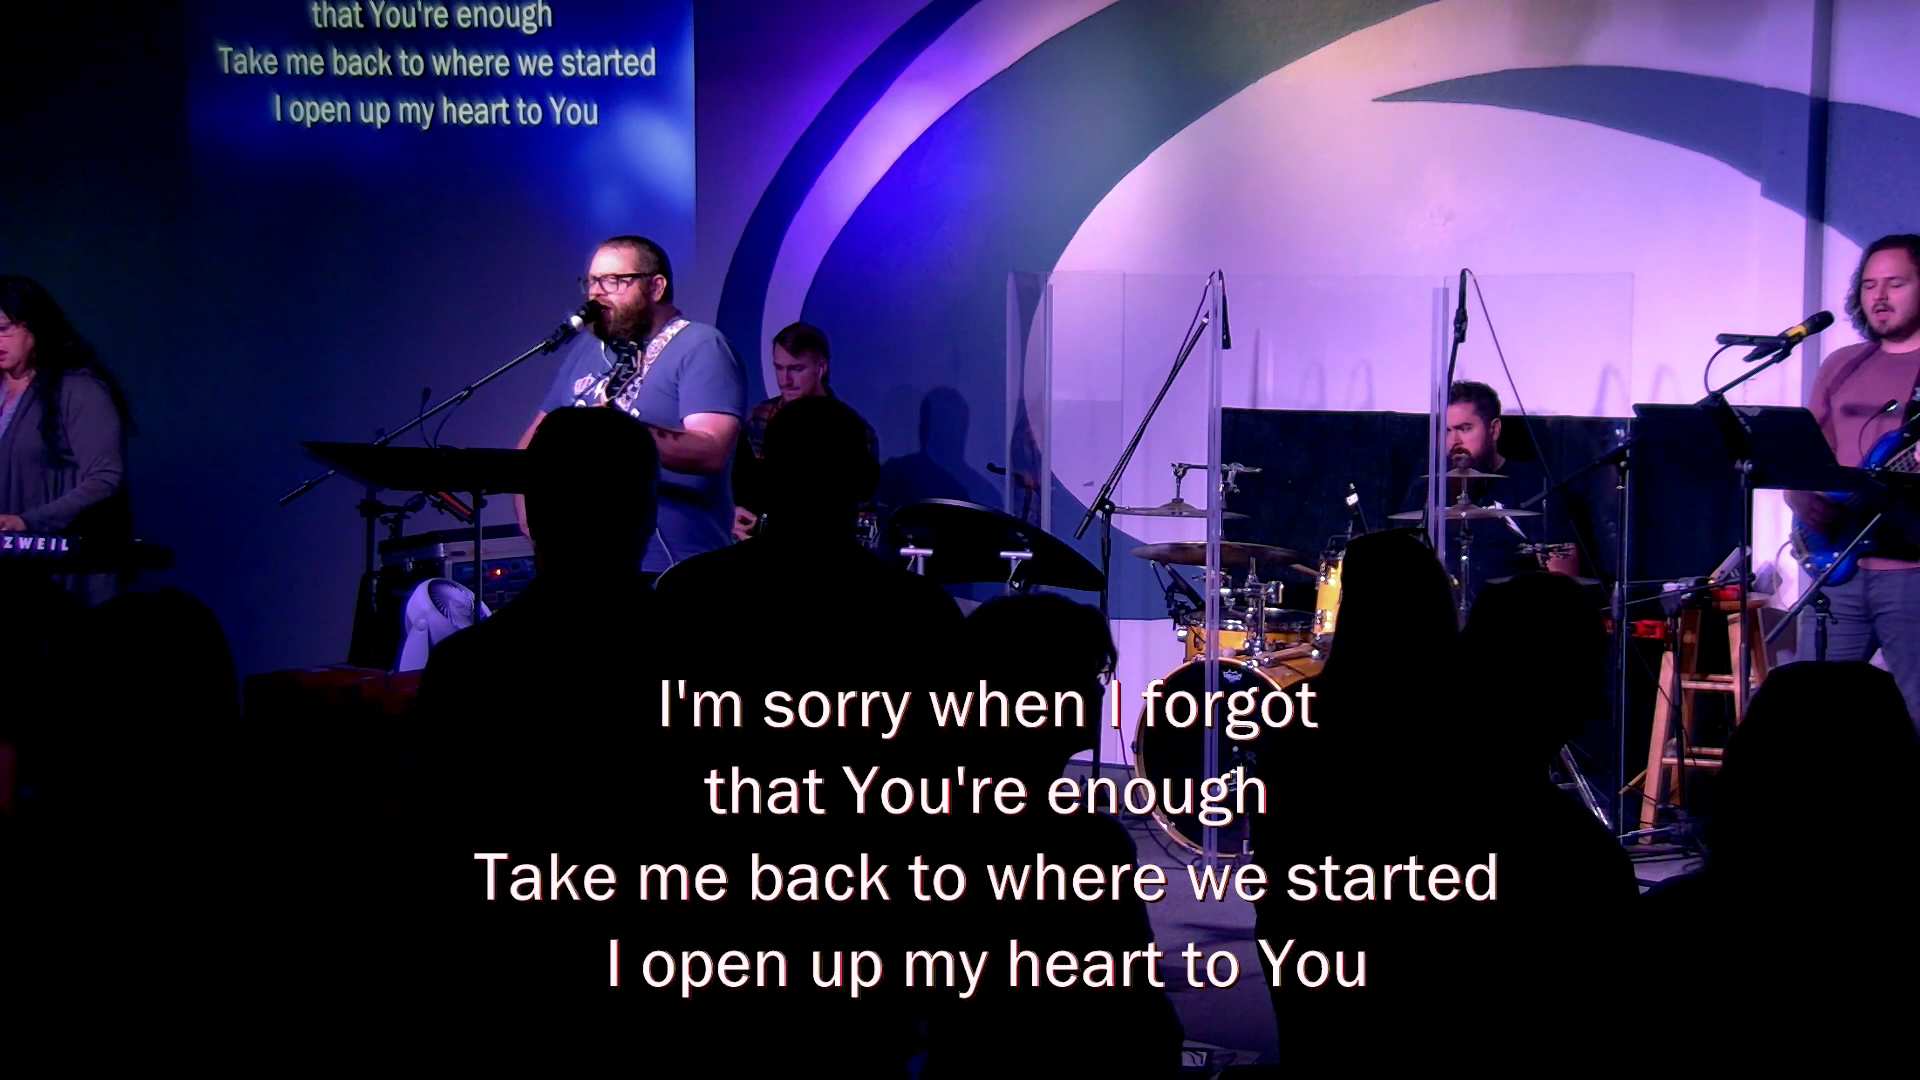 that You're enough
Take me back to where we started
I open up my heart to You
ZWEIL
I'm sorry when I forgot
that You're enough
Take me back to where we started
I open up my heart to You